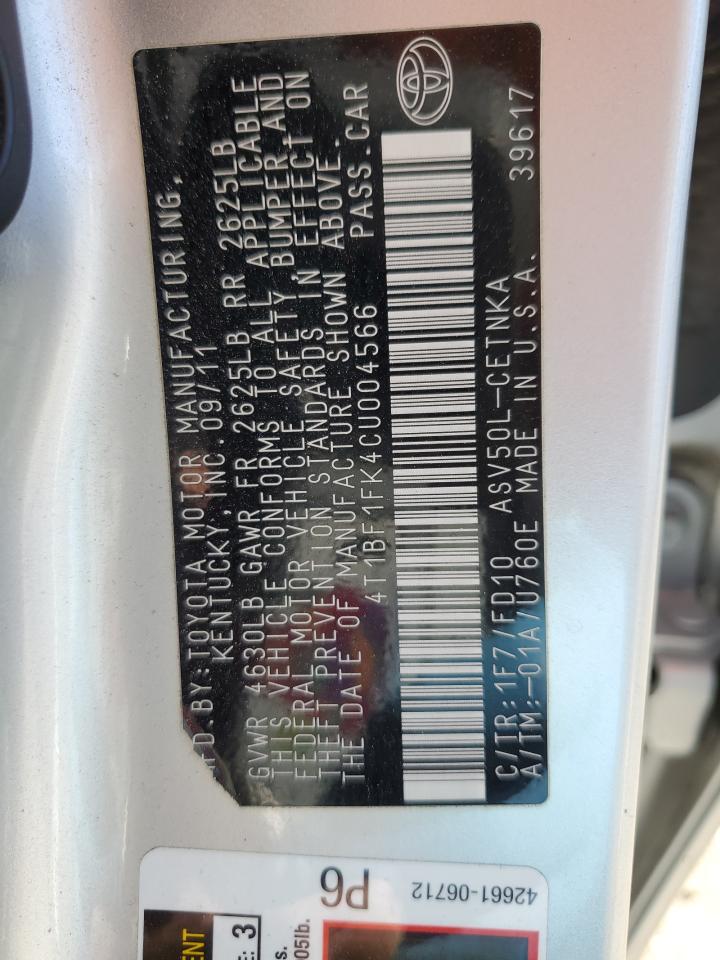 MFD.BY:TOYOTA MOTOR MANUFACTURING,
KENTUCKY, INC. 09/11
GVWR 4630LB GAWR FR 2625LB RR 2625LB
THIS VEHICLE CONFORMS TO ALL APPLICABLE
FEDERAL MOTOR VEHICLE SAFETY, BUMPER, AND
THEFT PREVENTION STANDARDS IN EFFECT ON
THE DATE OF MANUFACTURE SHOWN ABOVE.
4T1BF1FK4CU004566 PASS.CAR
C/TR:1F7/FD10 ASV50L-CETNKA
A/TM:-01A/U760E MADE IN U.S.A. 39617
P6
42661-06712
ENT
E: 3
s.
05lb.